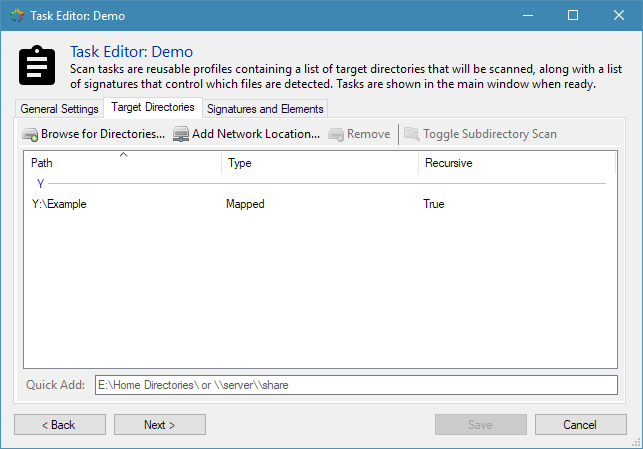 Task Editor: Demo
Task Editor: Demo
Scan tasks are reusable profiles containing a list of target directories that will be scanned, along with a list
of signatures that control which files are detected. Tasks are shown in the main window when ready.
General Settings Target Directories Signatures and Elements
Browse for Directories... Add Network Location... Remove Toggle Subdirectory Scan
Path Type Recursive
Y
Y:\Example Mapped True
Quick Add: E:\Home Directories\ or \\server\\share
< Back Next > Save Cancel